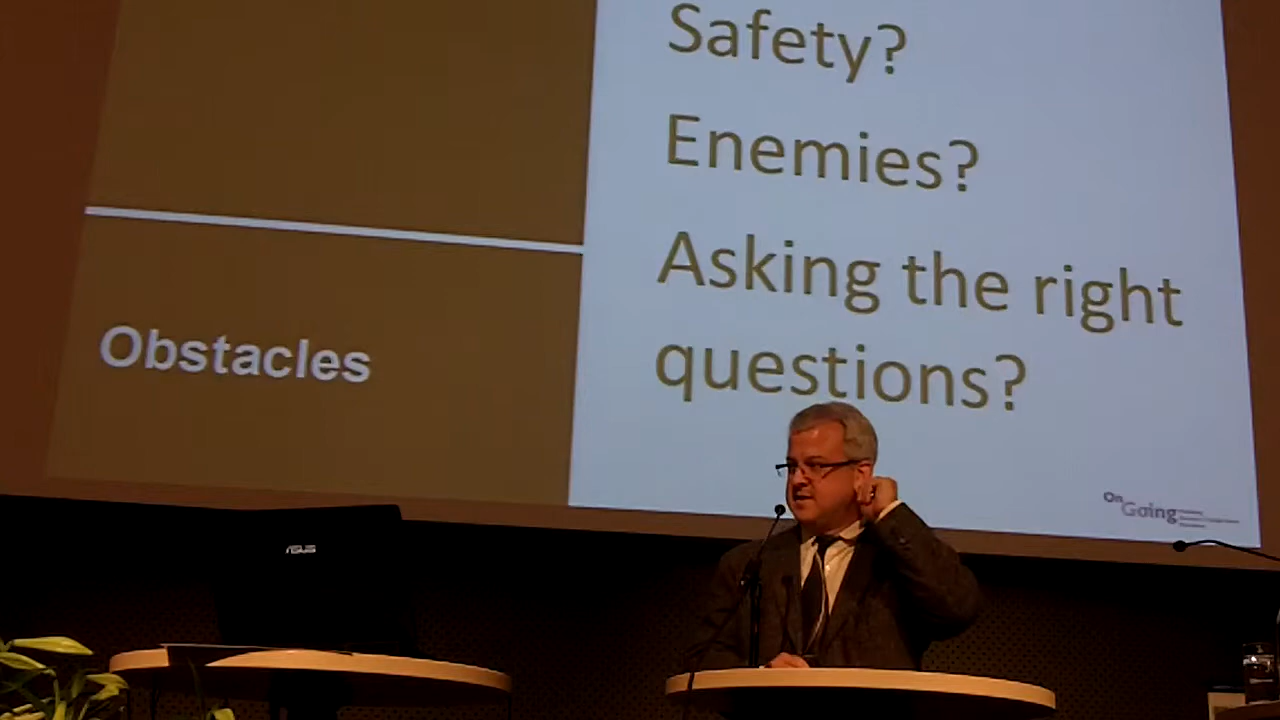 Safety?
Enemies?
Asking the right
questions?
Obstacles
On
Going
ASUS